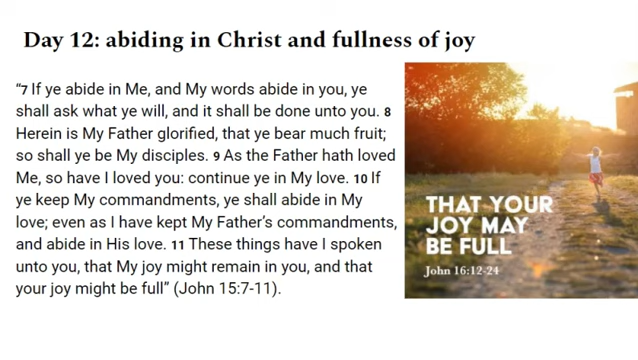 Day 12: abiding in Christ and fullness of joy
“7 If ye abide in Me, and My words abide in you, ye
shall ask what ye will, and it shall be done unto you. 8
Herein is My Father glorified, that ye bear much fruit;
so shall ye be My disciples. 9 As the Father hath loved
Me, so have I loved you: continue ye in My love. 10 If
ye keep My commandments, ye shall abide in My
love; even as I have kept My Father’s commandments,
and abide in His love. 11 These things have I spoken
unto you, that My joy might remain in you, and that
your joy might be full” (John 15:7-11).
THAT YOUR
JOY MAY
BE FULL
John 16:12-24